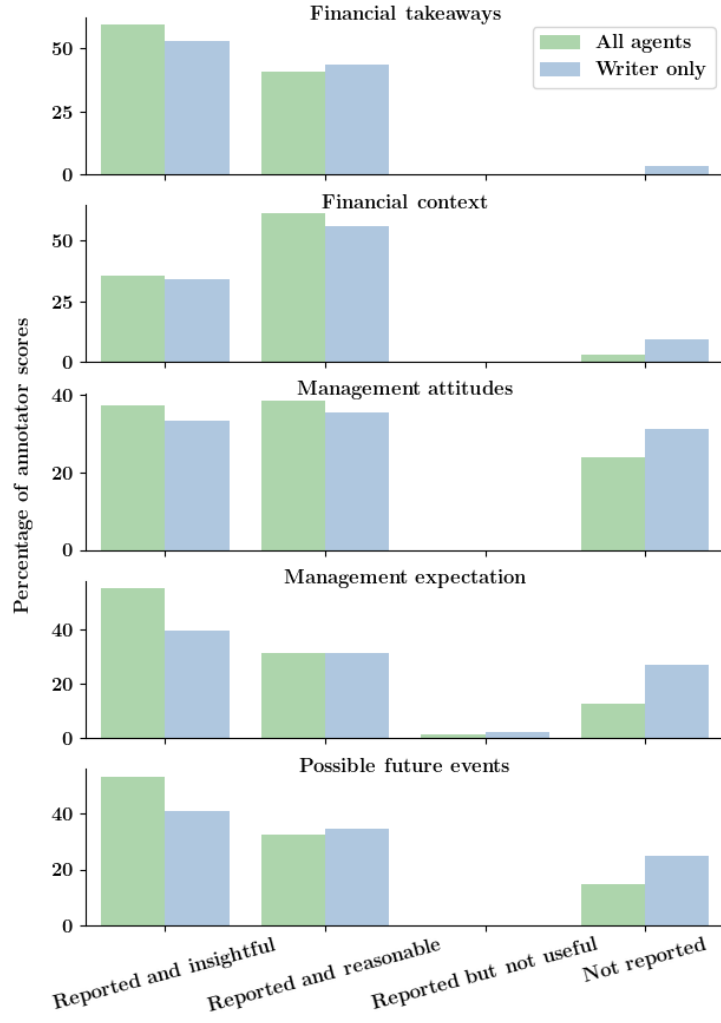 Financial takeaways
All agents
Writer only
50
25
0
Financial context
50
25
0
Management attitudes
40
20
0
Management expectation
40
20
0
Possible future events
40
20
0
Percentage of annotator scores
Reported and insightful
Reported and reasonable
Reported but not useful
Not reported